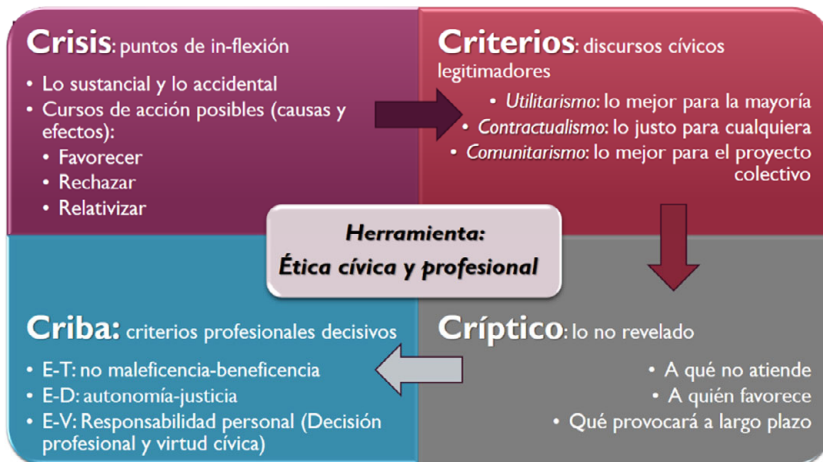 Crisis: puntos de in-flexión
• Lo sustancial y lo accidental
• Cursos de acción posibles (causas y
efectos):
• Favorecer
• Rechazar
• Relativizar
Criterios: discursos cívicos
legitimadores
• Utilitarismo: lo mejor para la mayoría
• Contractualismo: lo justo para cualquiera
• Comunitarismo: lo mejor para el proyecto
colectivo
Herramienta:
Ética cívica y profesional
Criba: criterios profesionales decisivos
• E-T: no maleficencia-beneficencia
• E-D: autonomía-justicia
• E-V: Responsabilidad personal (Decisión
profesional y virtud cívica)
Críptico: lo no revelado
• A qué no atiende
• A quién favorece
• Qué provocará a largo plazo